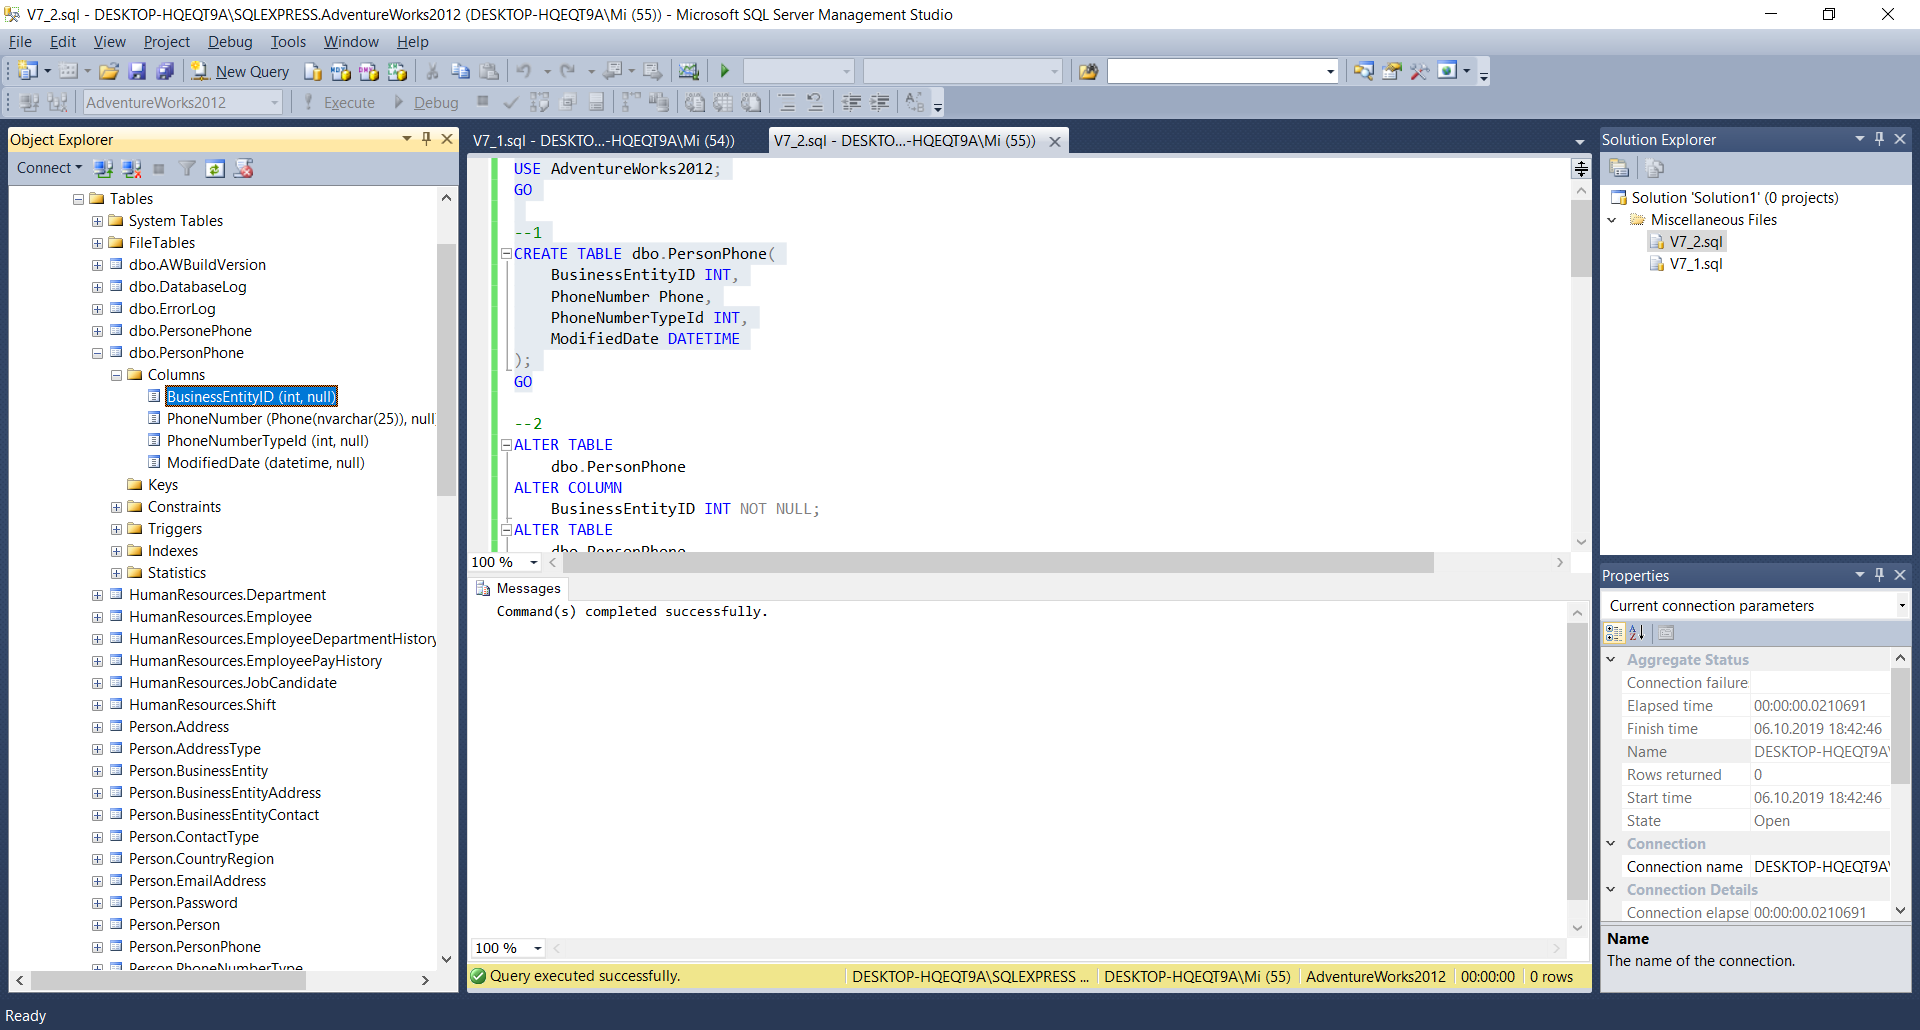 V7_2.sql - DESKTOP-HQEQT9A\SQLEXPRESS.AdventureWorks2012 (DESKTOP-HQEQT9A\Mi (55)) - Microsoft SQL Server Management Studio
File Edit View Project Debug Tools Window Help
New Query
AdventureWorks2012 Execute Debug
Object Explorer
Connect
Tables
System Tables
FileTables
dbo.AWBuildVersion
dbo.DatabaseLog
dbo.ErrorLog
dbo.PersonePhone
dbo.PersonPhone
Columns
BusinessEntityID (int, null)
PhoneNumber (Phone(nvarchar(25)), null
PhoneNumberTypeId (int, null)
ModifiedDate (datetime, null)
Keys
Constraints
Triggers
Indexes
Statistics
HumanResources.Department
HumanResources.Employee
HumanResources.EmployeeDepartmentHistory
HumanResources.EmployeePayHistory
HumanResources.JobCandidate
HumanResources.Shift
Person.Address
Person.AddressType
Person.BusinessEntity
Person.BusinessEntityAddress
Person.BusinessEntityContact
Person.ContactType
Person.CountryRegion
Person.EmailAddress
Person.Password
Person.Person
Person.PersonPhone
Person.PhoneNumberType
V7_1.sql - DESKTO...-HQEQT9A\Mi (54))
V7_2.sql - DESKTO...-HQEQT9A\Mi (55))
USE AdventureWorks2012;
GO
--1
CREATE TABLE dbo.PersonPhone(
BusinessEntityID INT,
PhoneNumber Phone,
PhoneNumberTypeId INT,
ModifiedDate DATETIME
);
GO
--2
ALTER TABLE
dbo.PersonPhone
ALTER COLUMN
BusinessEntityID INT NOT NULL;
ALTER TABLE
dbo.PersonPhone
100 %
Messages
Command(s) completed successfully.
100 %
Query executed successfully. DESKTOP-HQEQT9A\SQLEXPRESS ... DESKTOP-HQEQT9A\Mi (55) AdventureWorks2012 00:00:00 0 rows
Solution Explorer
Solution 'Solution1' (0 projects)
Miscellaneous Files
V7_2.sql
V7_1.sql
Properties
Current connection parameters
Aggregate Status
Connection failure
Elapsed time 00:00:00.0210691
Finish time 06.10.2019 18:42:46
Name DESKTOP-HQEQT9A\
Rows returned 0
Start time 06.10.2019 18:42:46
State Open
Connection
Connection name DESKTOP-HQEQT9A\
Connection Details
Connection elapse 00:00:00.0210691
Name
The name of the connection.
Ready